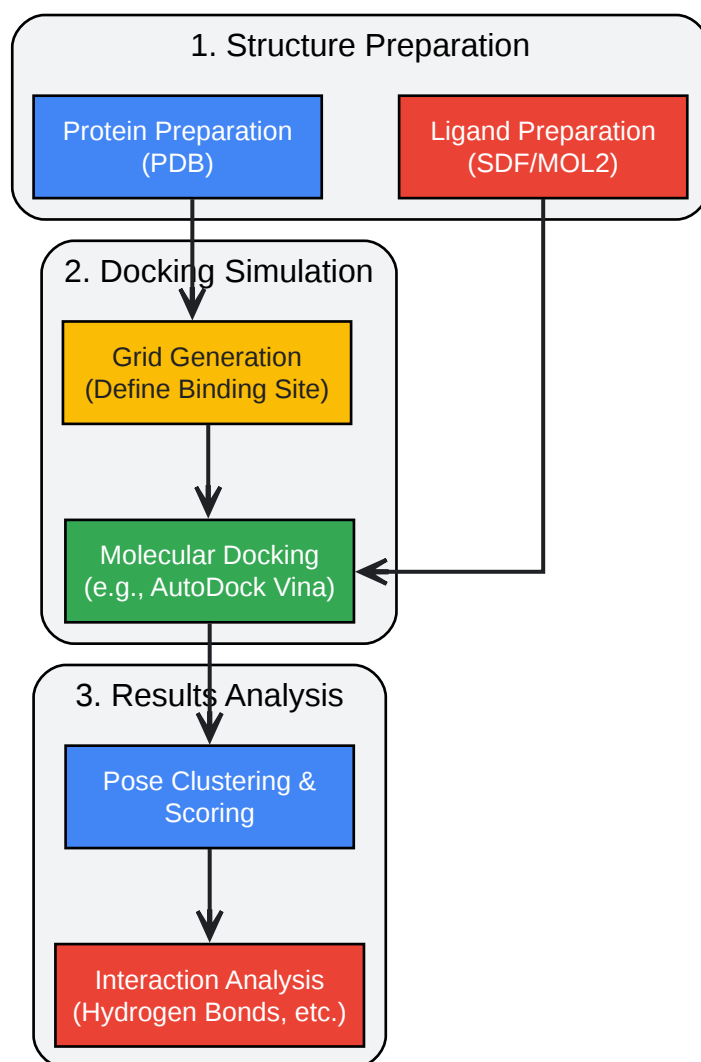 1. Structure Preparation
Protein Preparation
(PDB)
Ligand Preparation
(SDF/MOL2)
2. Docking Simulation
Grid Generation
(Define Binding Site)
Molecular Docking
(e.g., AutoDock Vina)
3. Results Analysis
Pose Clustering &
Scoring
Interaction Analysis
(Hydrogen Bonds, etc.)